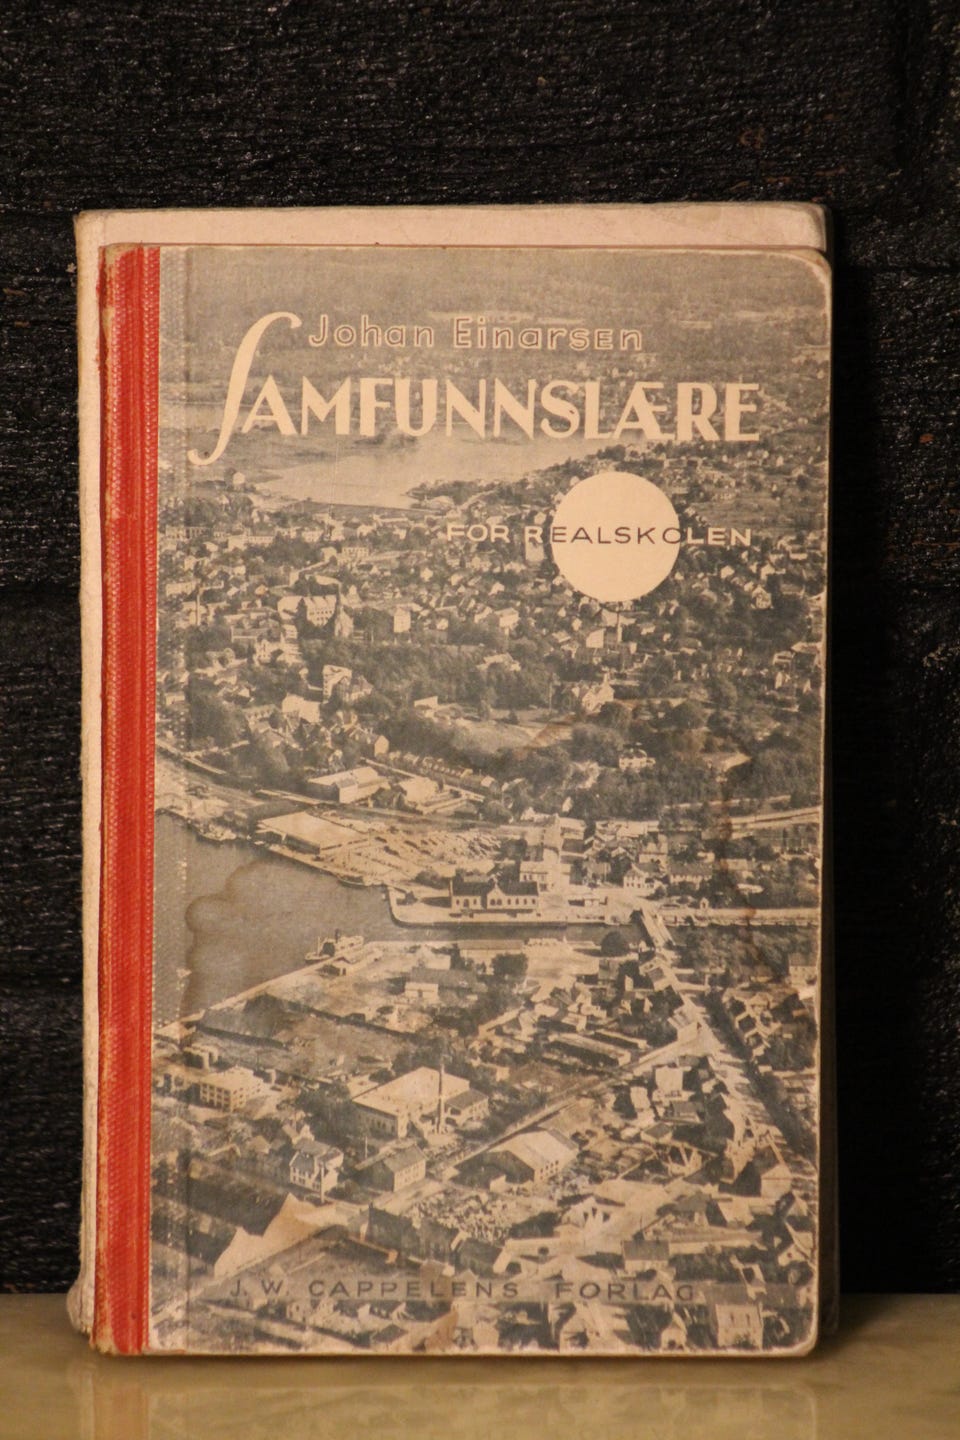 Johan Einarsen
SAMFUNNSLÆRE
FOR REALSKOLEN
J. W. CAPPELENS FORLAG